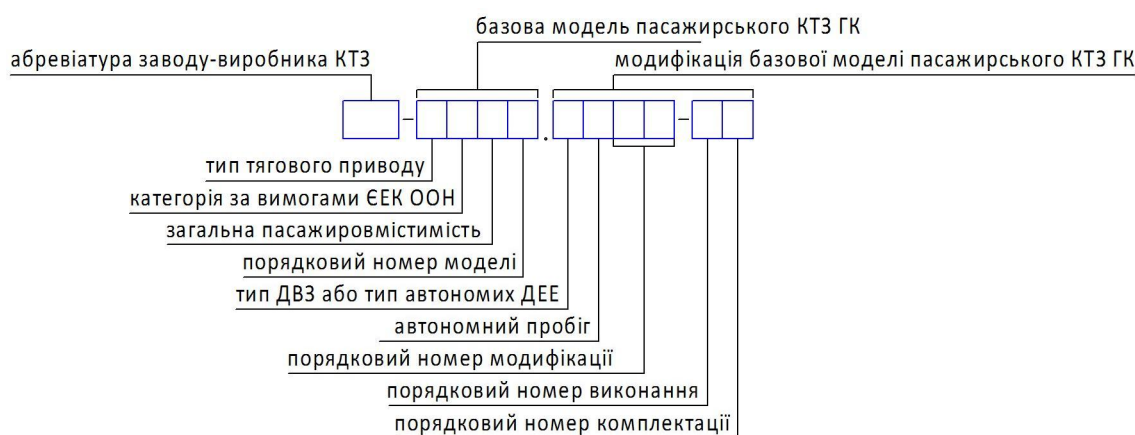 базова модель пасажирського КТЗ ГК
абревіатура заводу-виробника КТЗ
модифікація базової моделі пасажирського КТЗ ГК
тип тягового приводу
категорія за вимогами ЄЕК ООН
загальна пасажировмістимість
порядковий номер моделі
тип ДВЗ або тип автономих ДЕЕ
автономний пробіг
порядковий номер модифікації
порядковий номер виконання
порядковий номер комплектації